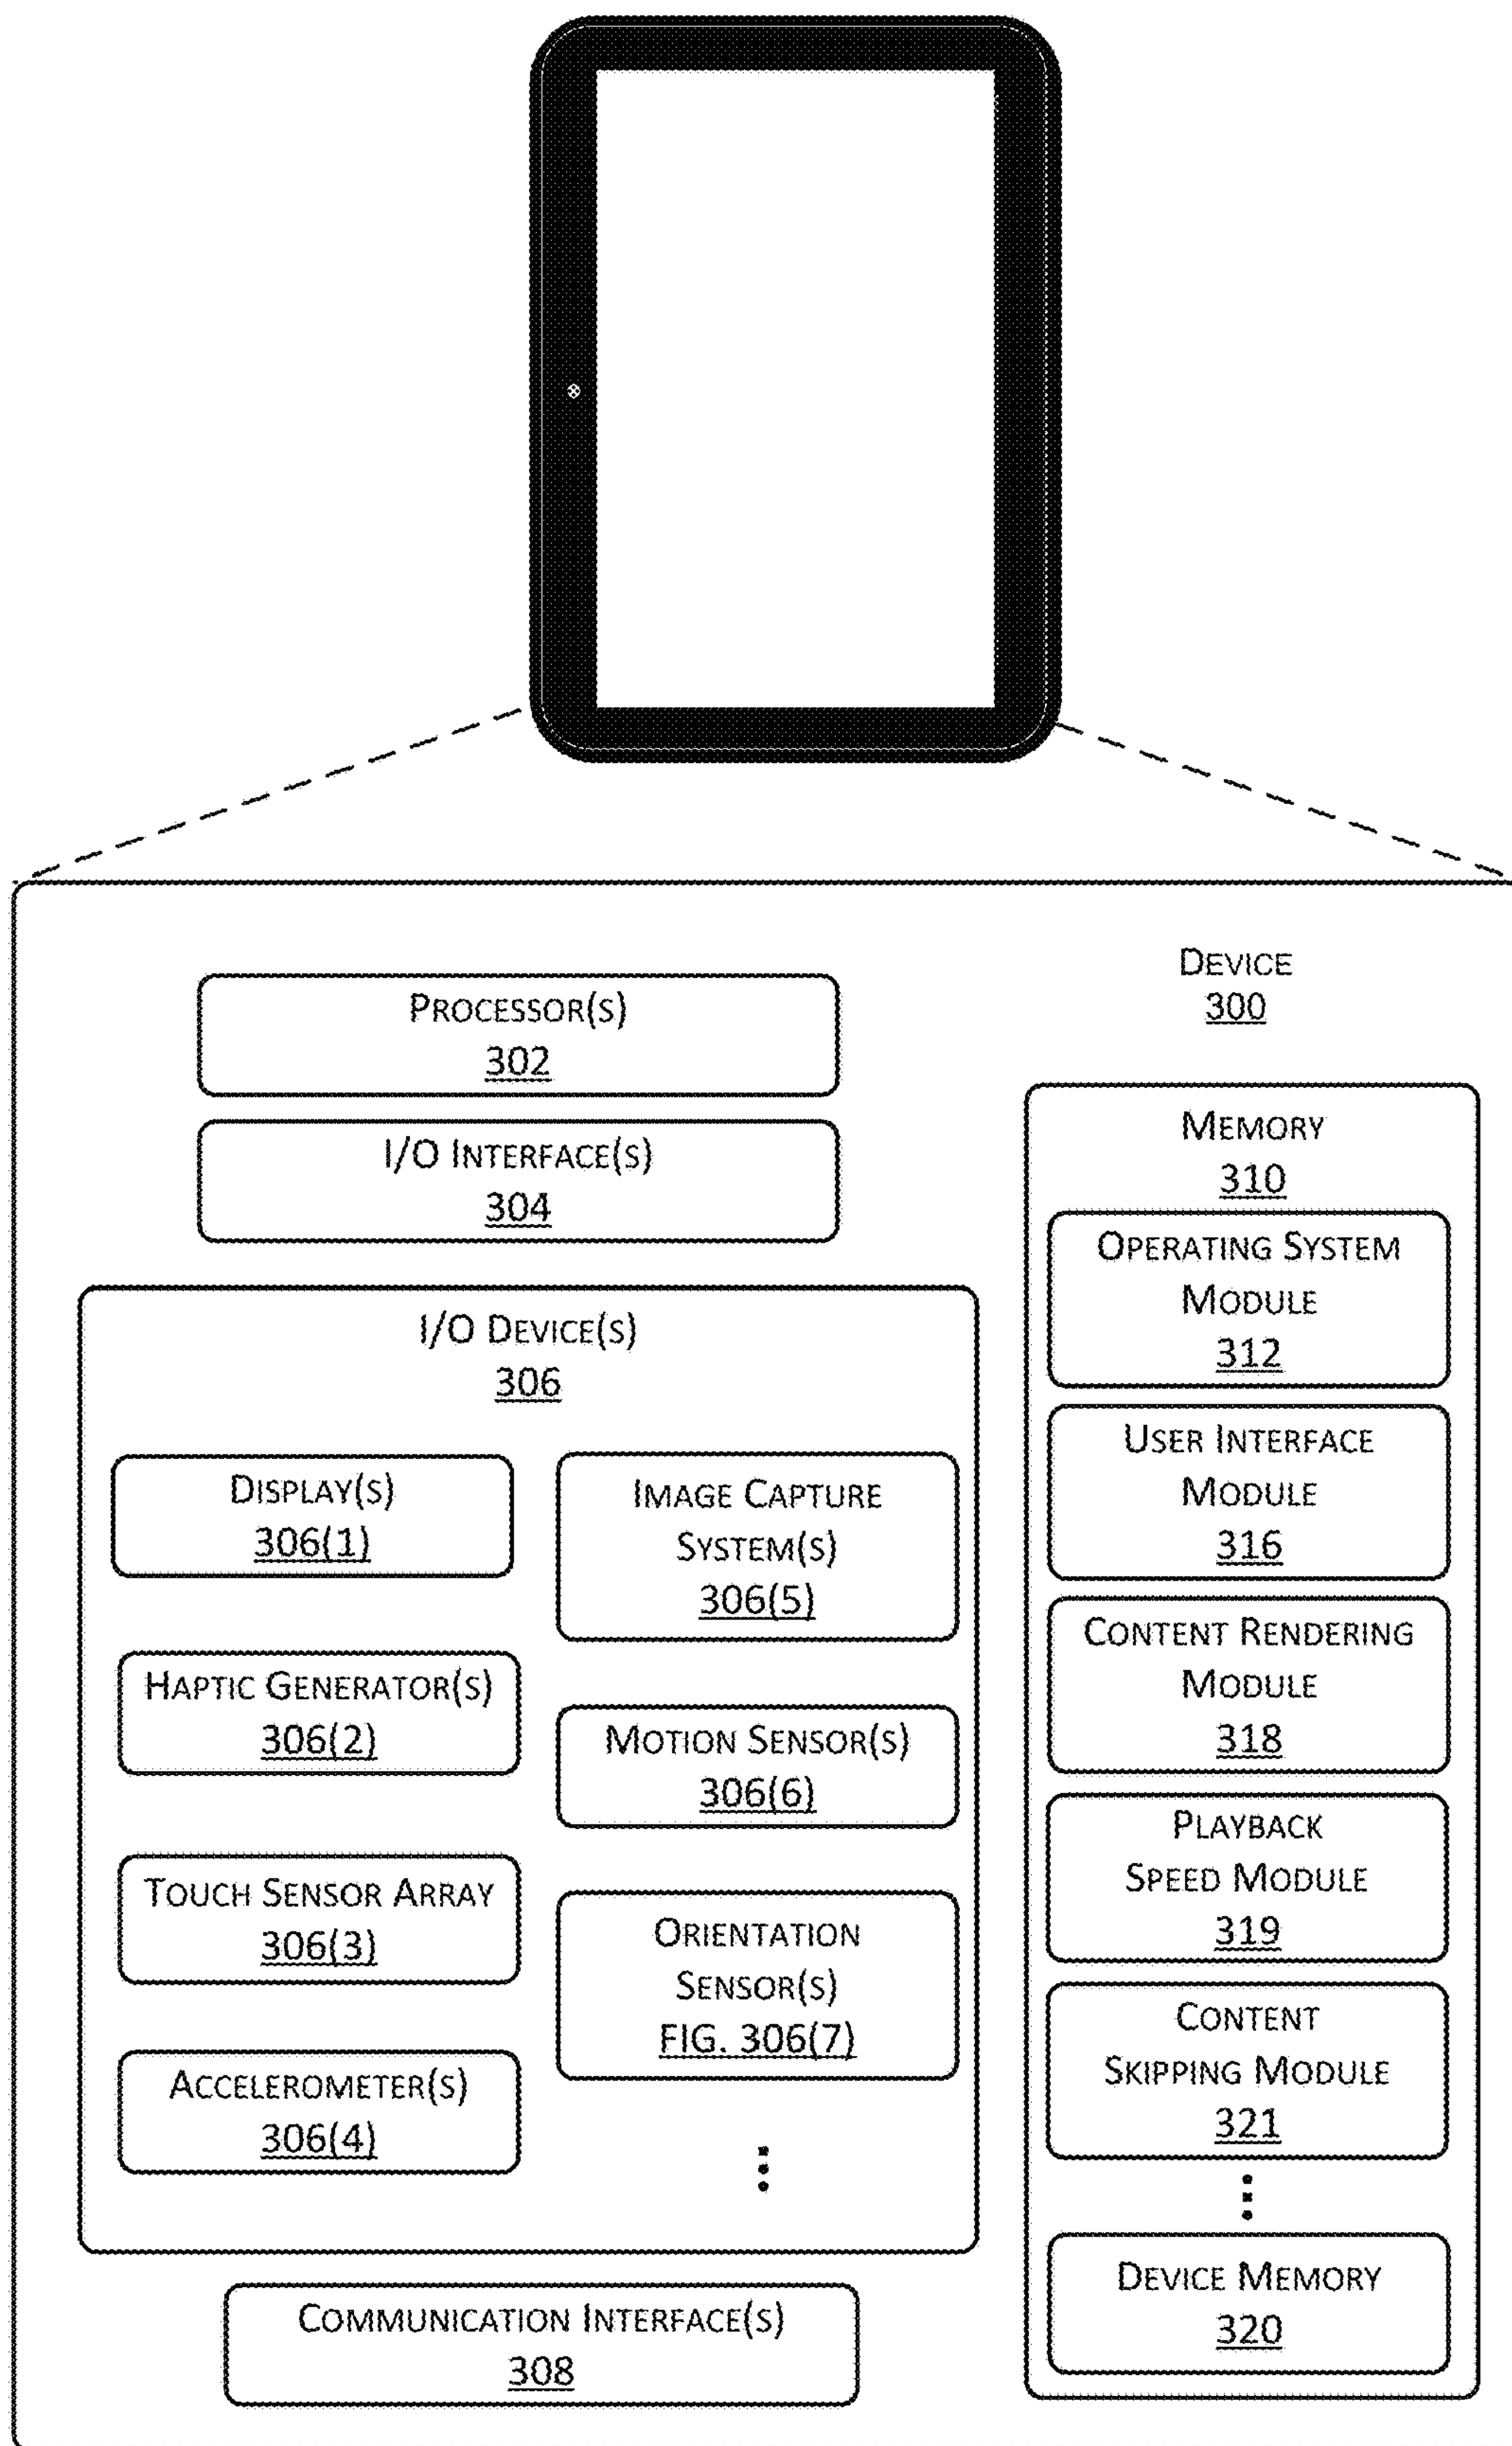 DEVICE
300
PROCESSOR(S)
302
I/O INTERFACE(S)
304
I/O DEVICE(S)
306
DISPLAY(S)
306(1)
HAPTIC GENERATOR(S)
306(2)
TOUCH SENSOR ARRAY
306(3)
ACCELEROMETER(S)
306(4)
IMAGE CAPTURE
SYSTEM(S)
306(5)
MOTION SENSOR(S)
306(6)
ORIENTATION
SENSOR(S)
FIG. 306(7)
COMMUNICATION INTERFACE(S)
308
MEMORY
310
OPERATING SYSTEM
MODULE
312
USER INTERFACE
MODULE
316
CONTENT RENDERING
MODULE
318
PLAYBACK
SPEED MODULE
319
CONTENT
SKIPPING MODULE
321
DEVICE MEMORY
320